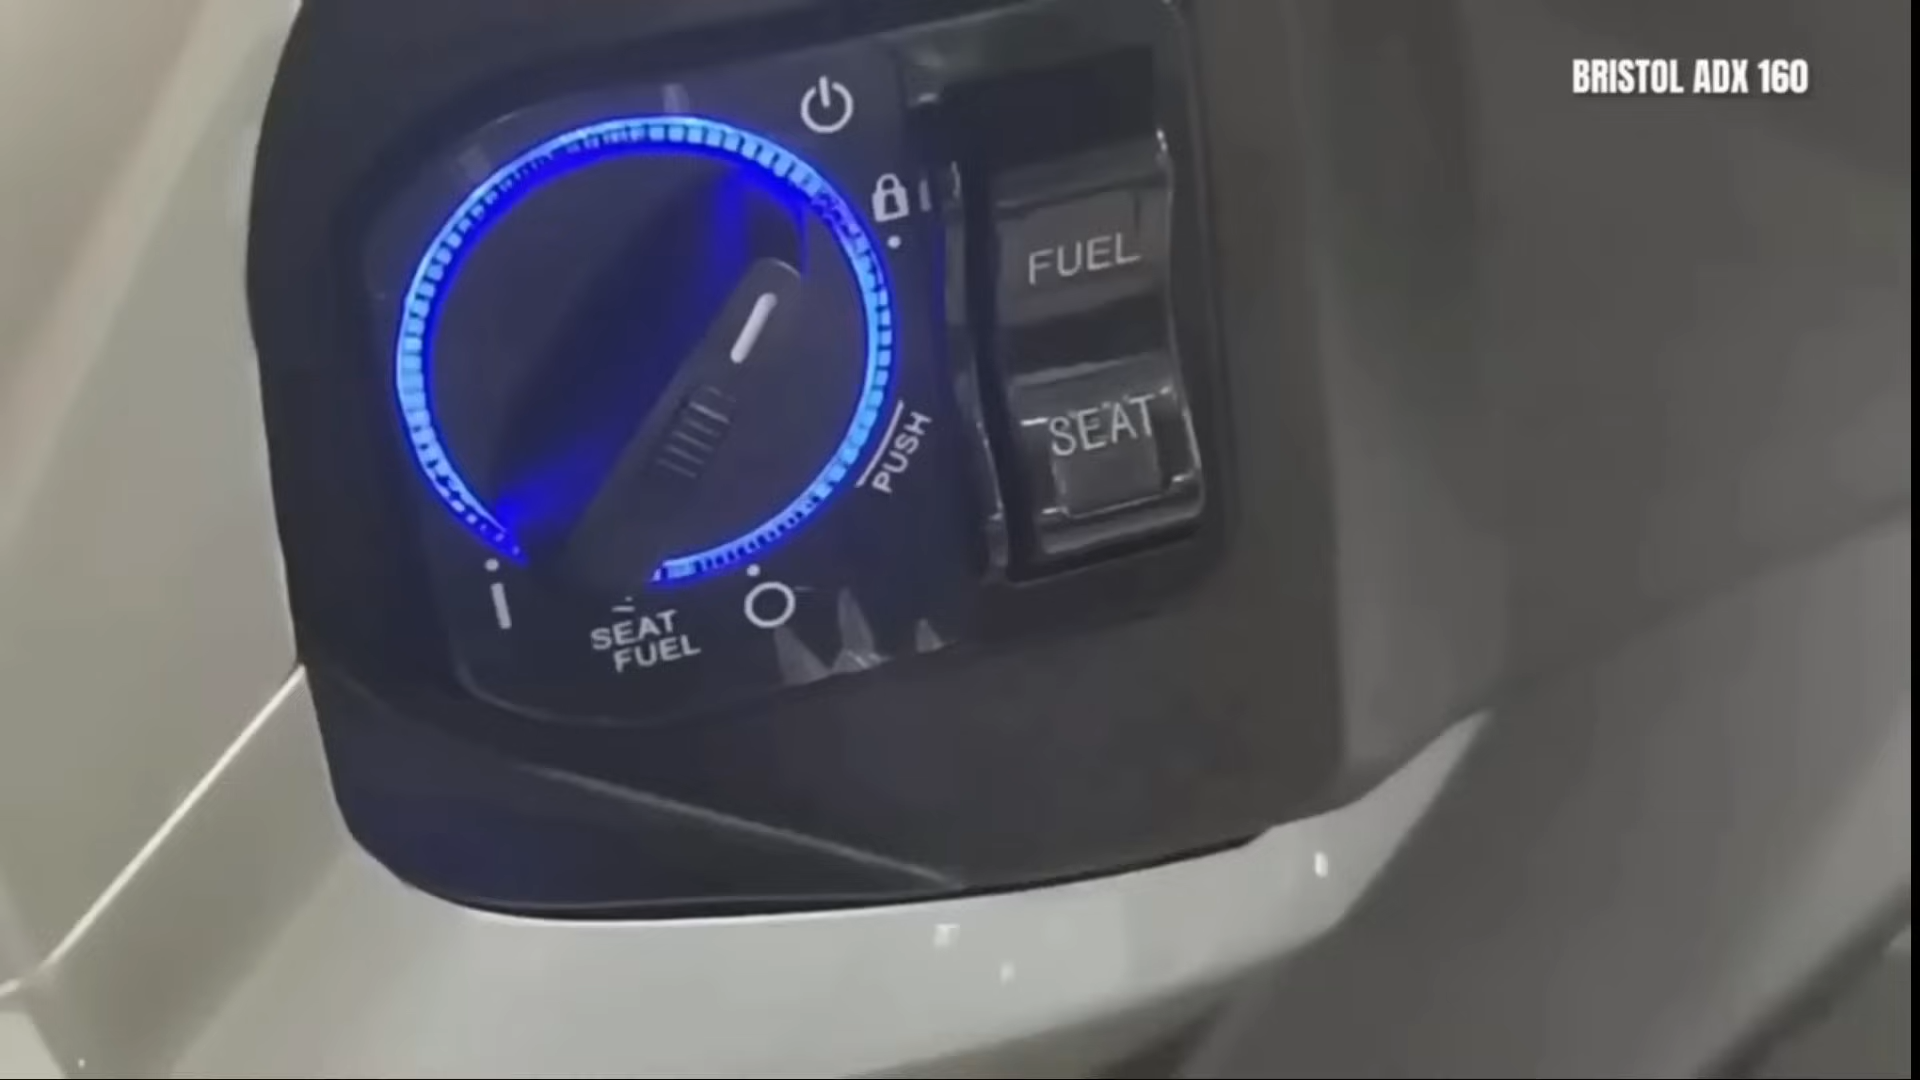 BRISTOL ADX 160
FUEL
SEAT
PUSH
SEAT
FUEL